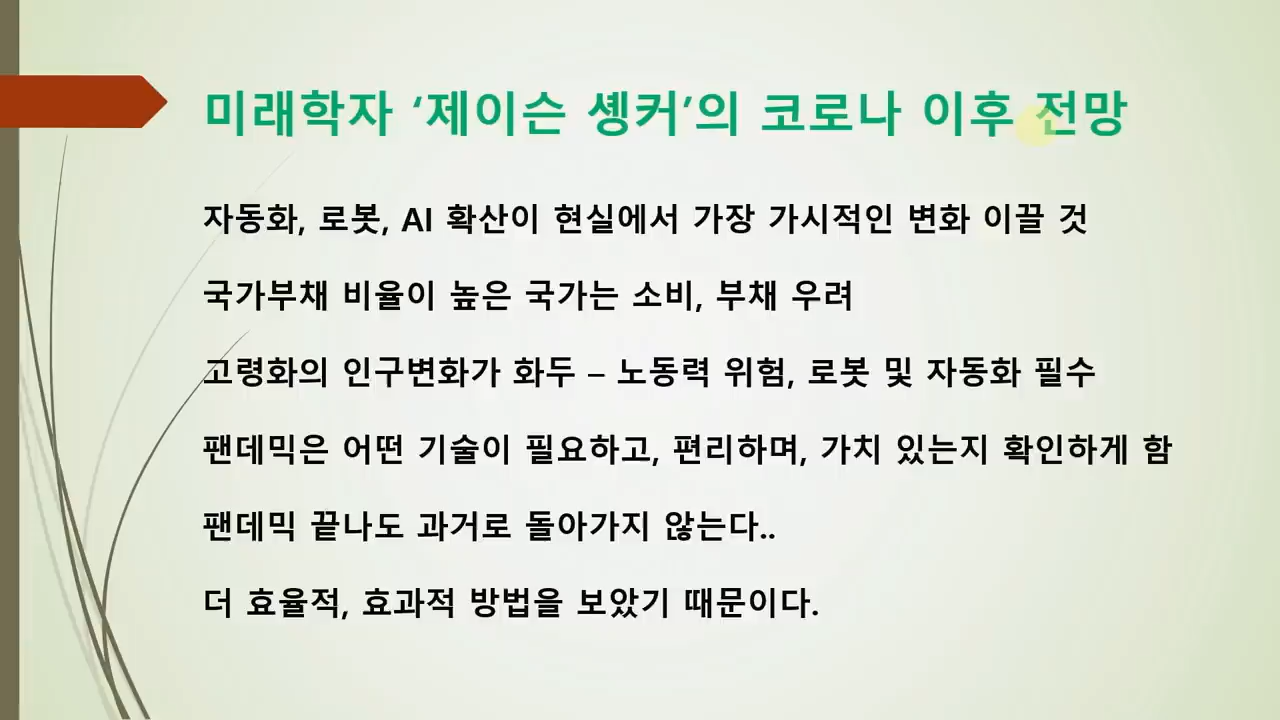 미래학자 ‘제이슨 솅커’의 코로나 이후 전망
자동화, 로봇, AI 확산이 현실에서 가장 가시적인 변화 이끌 것
국가부채 비율이 높은 국가는 소비, 부채 우려
고령화의 인구변화가 화두 – 노동력 위험, 로봇 및 자동화 필수
팬데믹은 어떤 기술이 필요하고, 편리하며, 가치 있는지 확인하게 함
팬데믹 끝나도 과거로 돌아가지 않는다..
더 효율적, 효과적 방법을 보았기 때문이다.